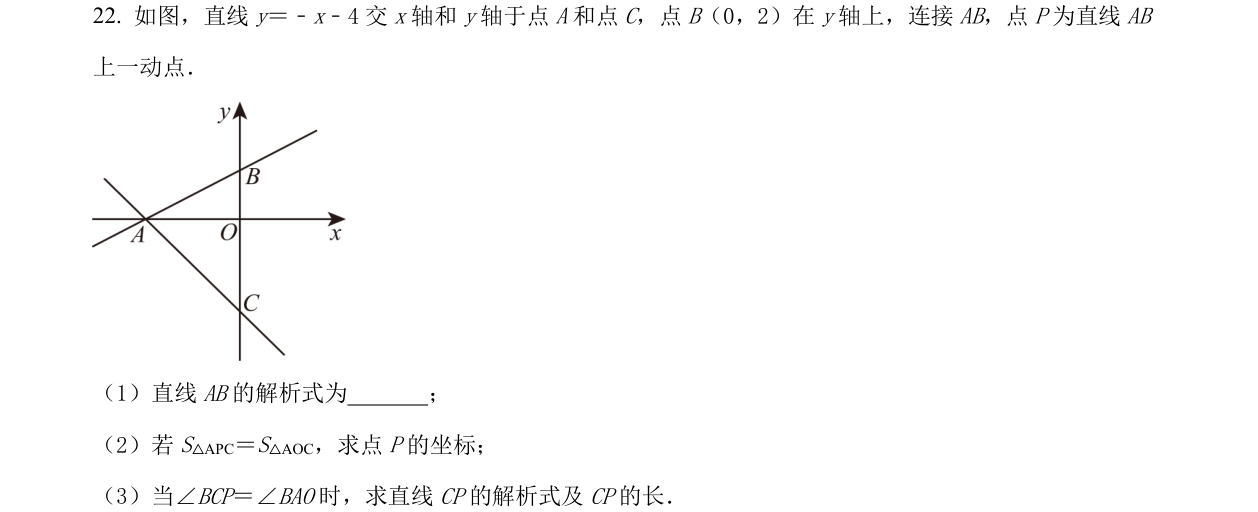 22. 如图，直线 y＝﹣x﹣4 交 x 轴和 y 轴于点 A 和点 C，点 B（0，2）在 y 轴上，连接 AB，点 P 为直线 AB
上一动点．
y
B
A
O
x
C
（1）直线 AB 的解析式为_______；
（2）若 S△APC＝S△AOC，求点 P 的坐标；
（3）当∠BCP＝∠BAO 时，求直线 CP 的解析式及 CP 的长．